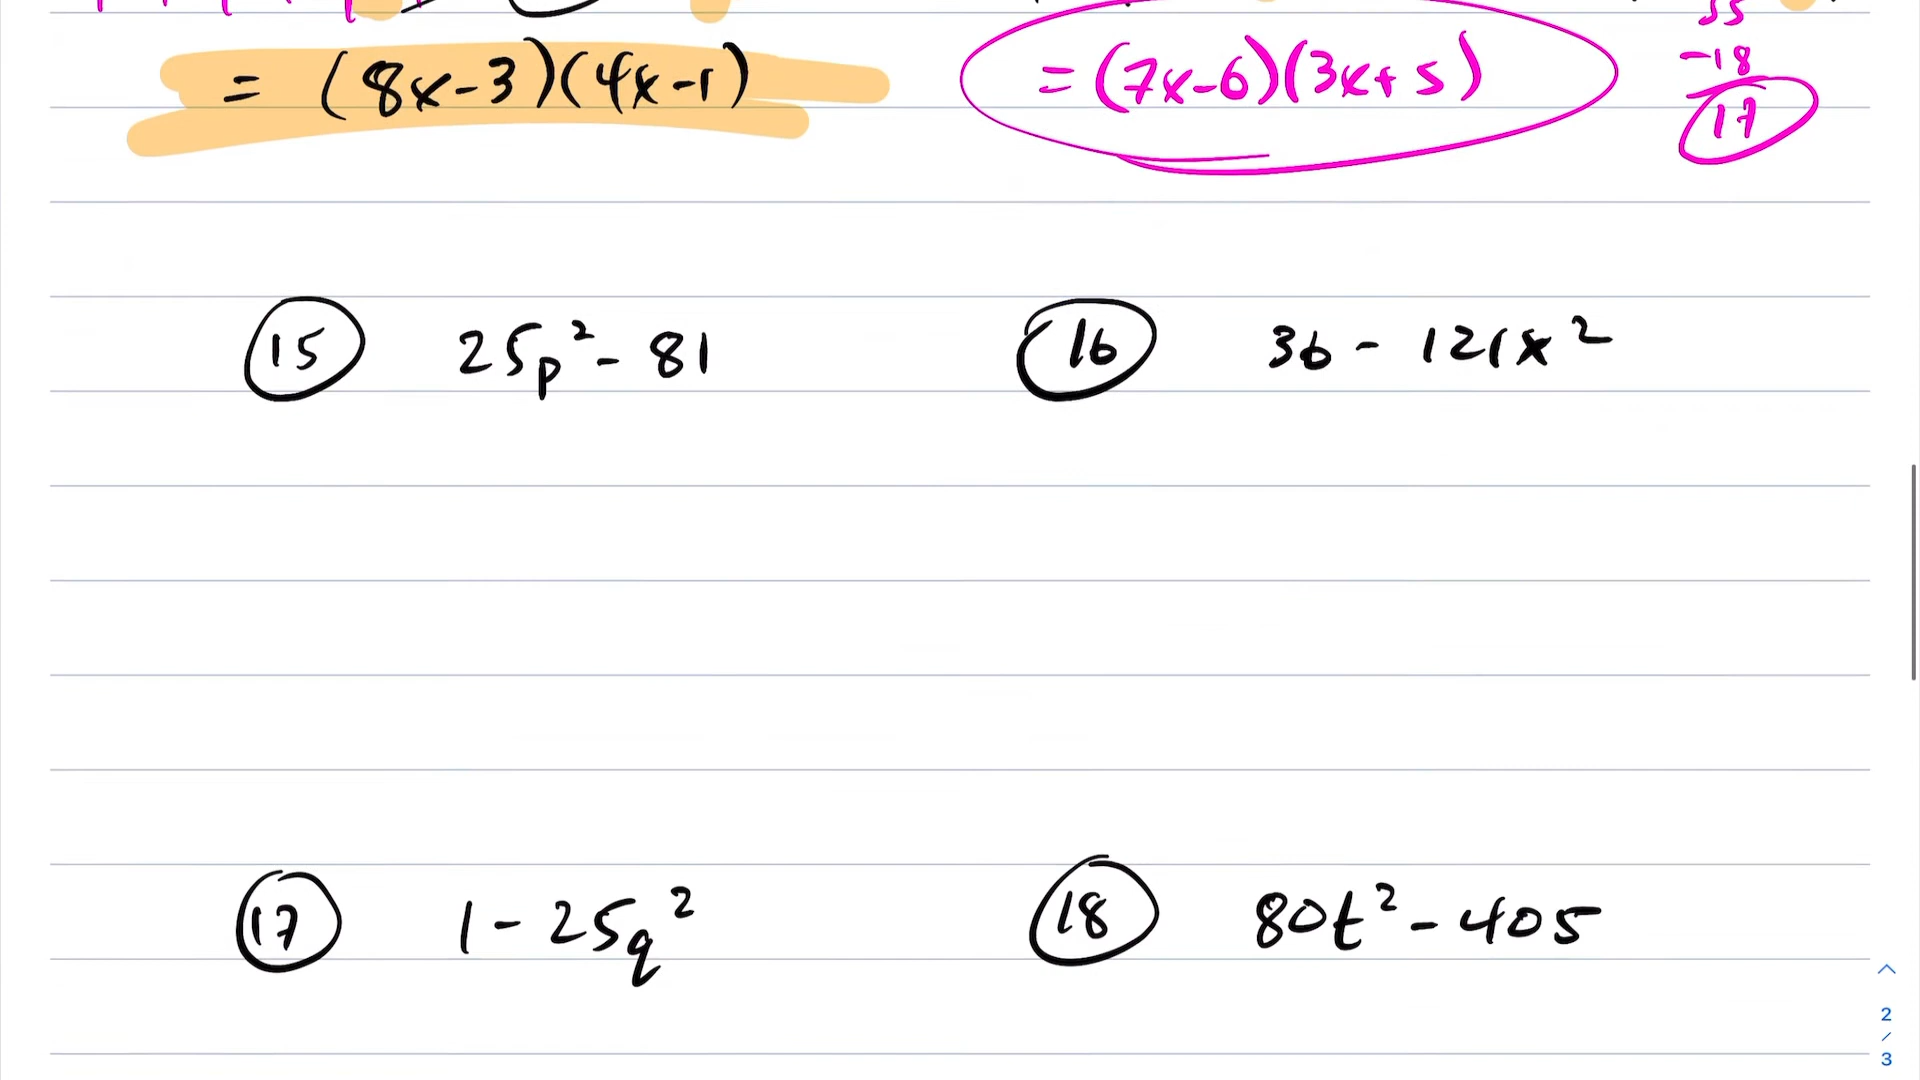 = (8x-3)(4x-1)
= (7x-6)(3x+5)
-18
17
15 25p²- 81
16 36 - 121x²
17 1 - 25q²
18 80t² - 405
2
/
3